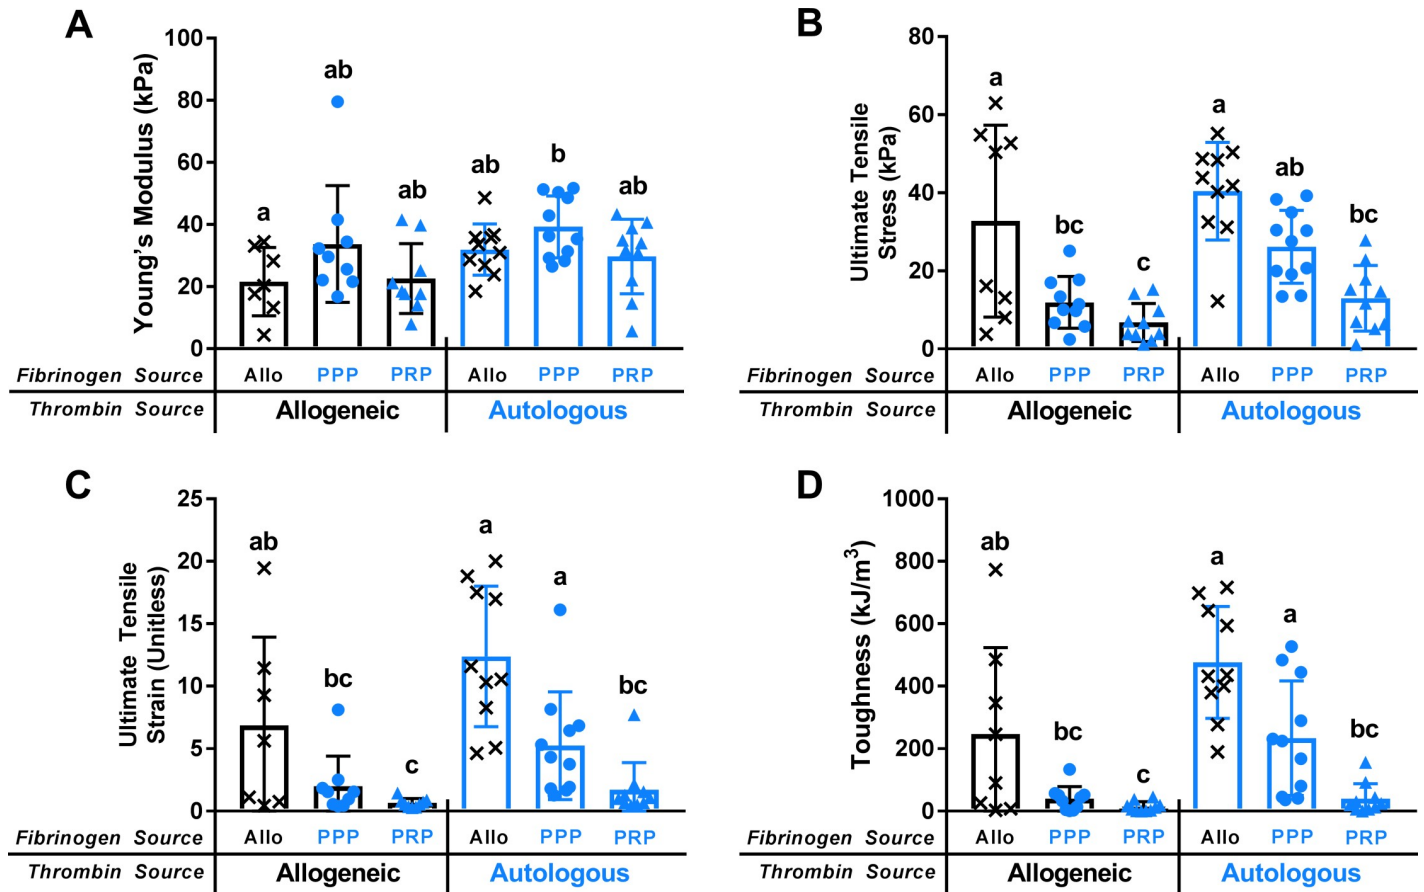 A
Young's Modulus (kPa)
100
80
60
40
20
0
a
ab
ab
ab
b
ab
Fibrinogen Source
Allo PPP PRP Allo PPP PRP
Thrombin Source
Allogeneic Autologous
B
Ultimate Tensile
Stress (kPa)
80
60
40
20
0
a
bc
c
a
ab
bc
Fibrinogen Source
Allo PPP PRP Allo PPP PRP
Thrombin Source
Allogeneic Autologous
C
Ultimate Tensile
Strain (Unitless)
25
20
15
10
5
0
ab
bc
c
a
a
bc
Fibrinogen Source
Allo PPP PRP Allo PPP PRP
Thrombin Source
Allogeneic Autologous
D
Toughness (kJ/m³)
1000
800
600
400
200
0
ab
bc
c
a
a
bc
Fibrinogen Source
Allo PPP PRP Allo PPP PRP
Thrombin Source
Allogeneic Autologous